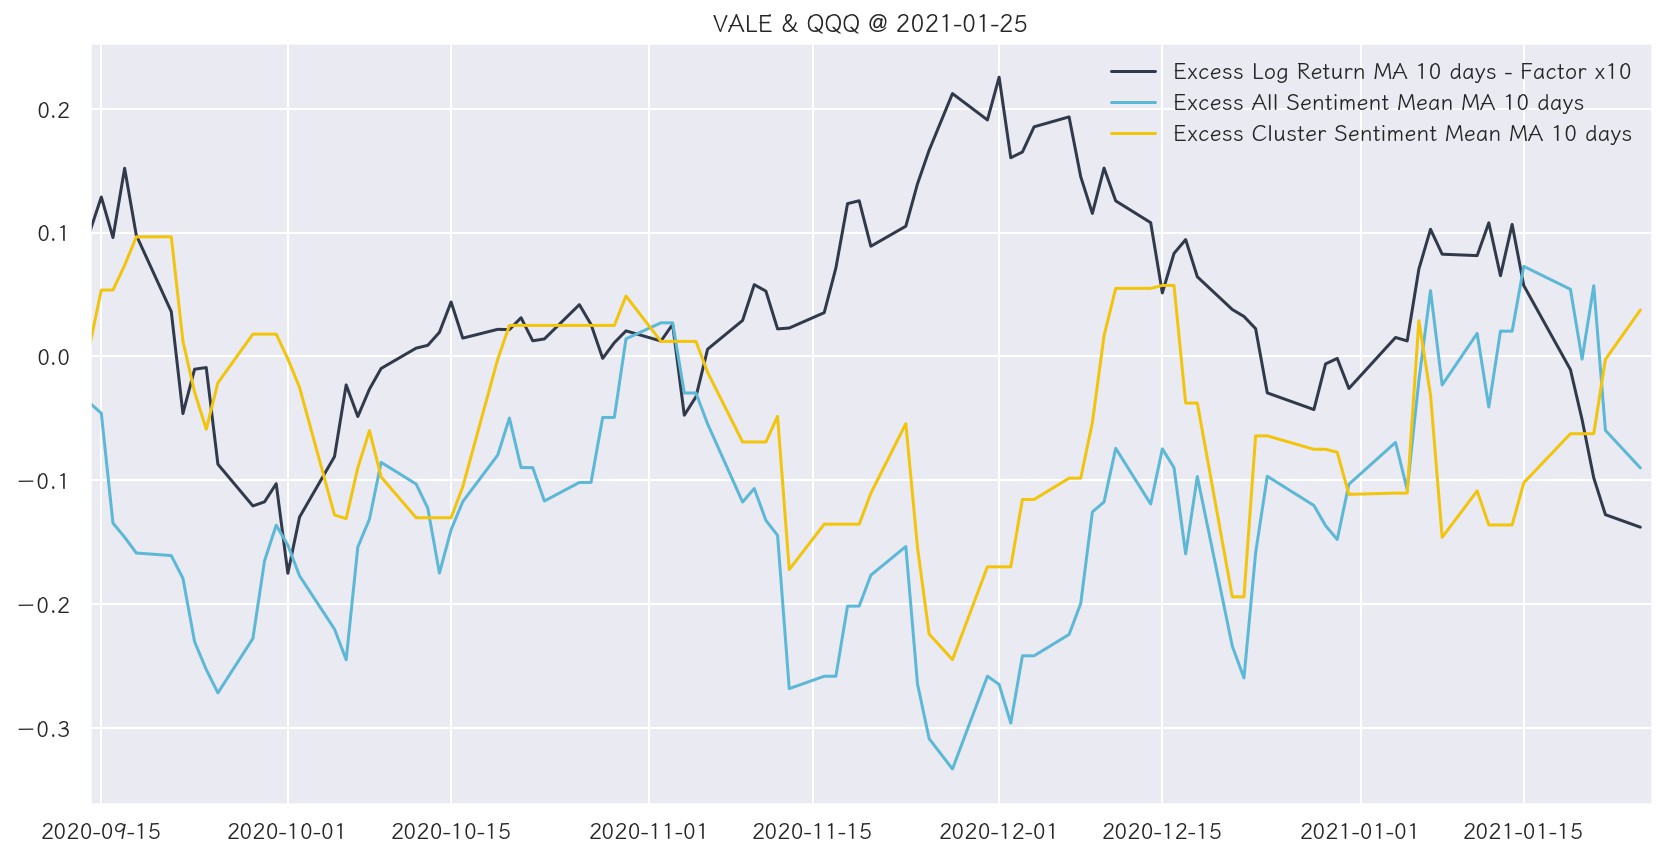 VALE & QQQ @ 2021-01-25
Excess Log Return MA 10 days - Factor x10
Excess All Sentiment Mean MA 10 days
Excess Cluster Sentiment Mean MA 10 days
0.2
0.1
0.0
−0.1
−0.2
−0.3
2020-09-15 2020-10-01 2020-10-15 2020-11-01 2020-11-15 2020-12-01 2020-12-15 2021-01-01 2021-01-15